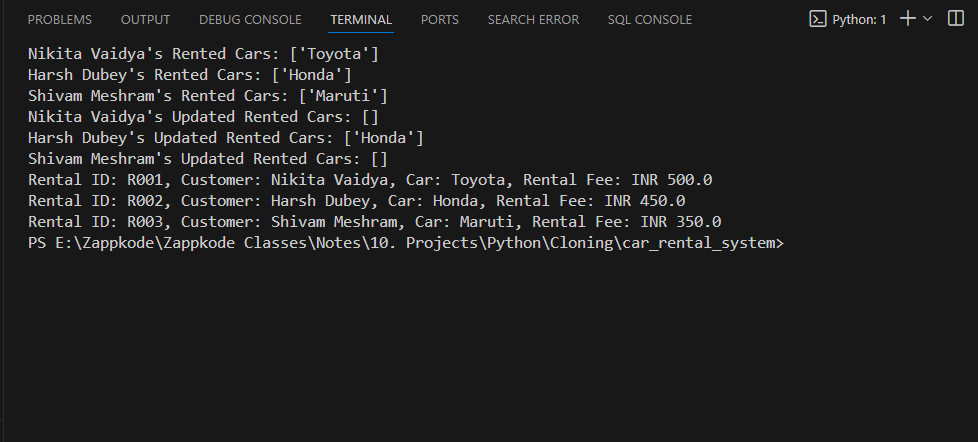 PROBLEMS OUTPUT DEBUG CONSOLE TERMINAL PORTS SEARCH ERROR SQL CONSOLE Python: 1
Nikita Vaidya's Rented Cars: ['Toyota']
Harsh Dubey's Rented Cars: ['Honda']
Shivam Meshram's Rented Cars: ['Maruti']
Nikita Vaidya's Updated Rented Cars: []
Harsh Dubey's Updated Rented Cars: ['Honda']
Shivam Meshram's Updated Rented Cars: []
Rental ID: R001, Customer: Nikita Vaidya, Car: Toyota, Rental Fee: INR 500.0
Rental ID: R002, Customer: Harsh Dubey, Car: Honda, Rental Fee: INR 450.0
Rental ID: R003, Customer: Shivam Meshram, Car: Maruti, Rental Fee: INR 350.0
PS E:\Zappkode\Zappkode Classes\Notes\10. Projects\Python\Cloning\car_rental_system>